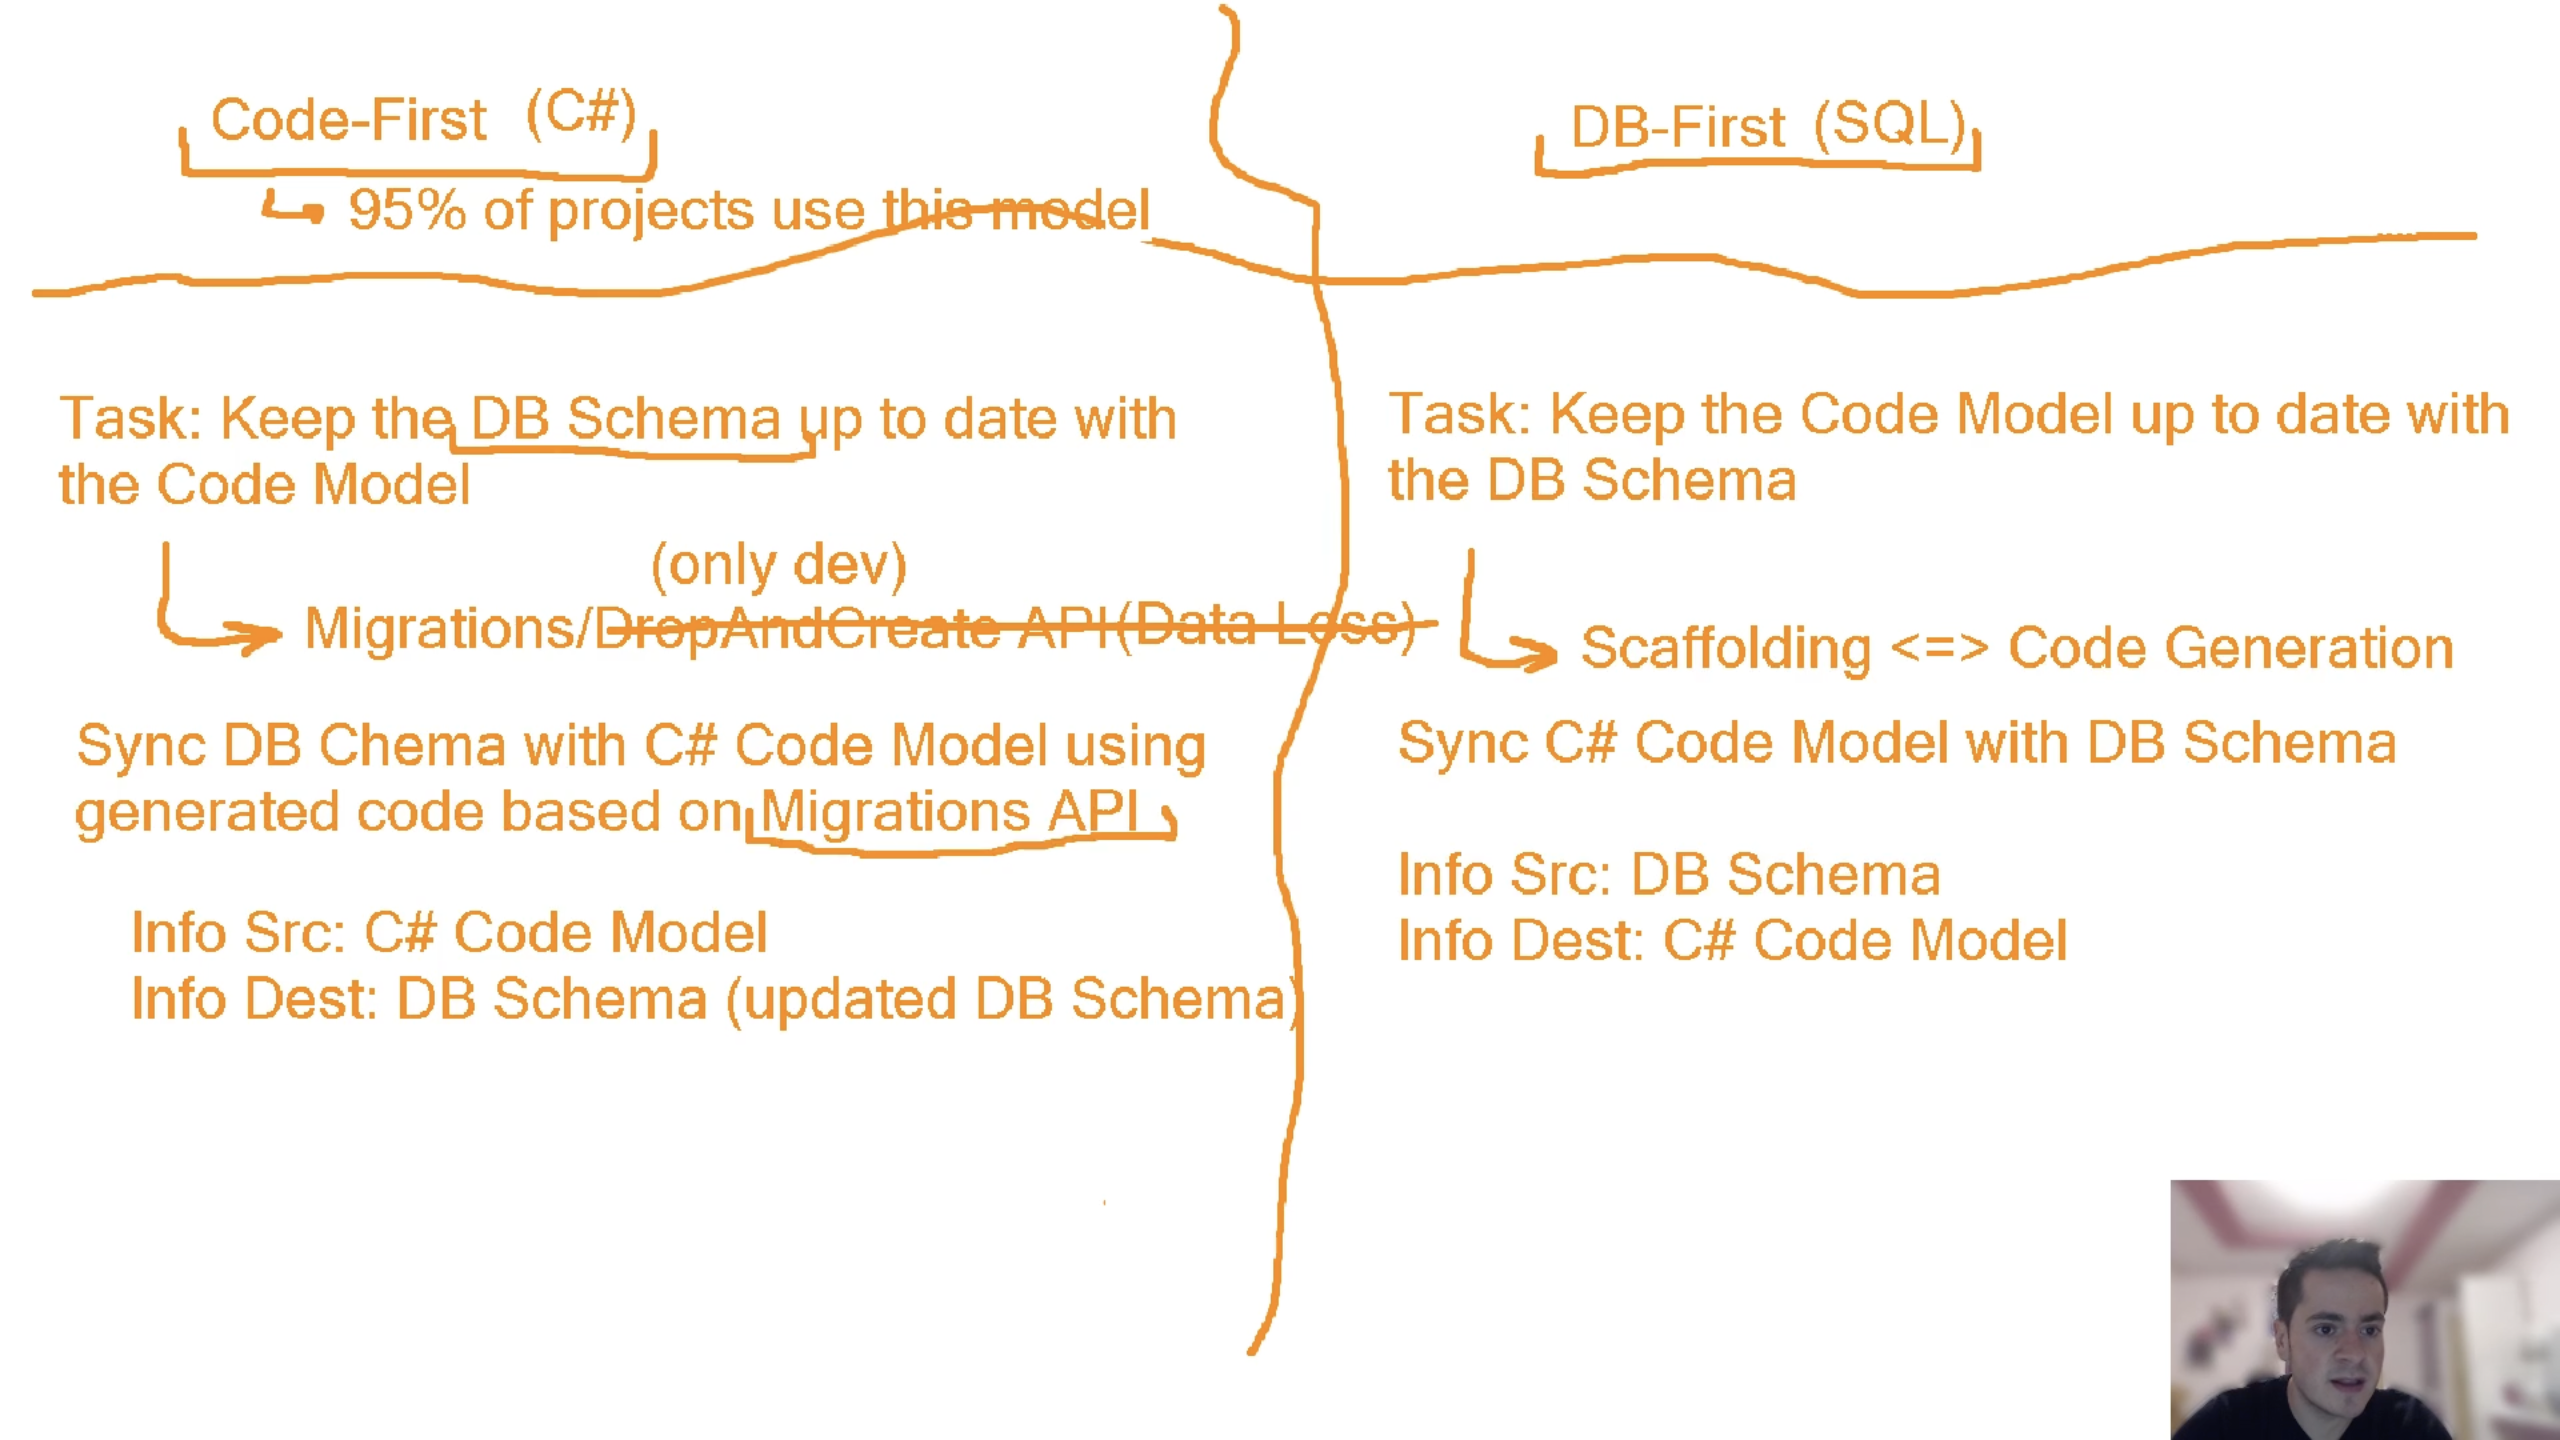 Code-First (C#)
95% of projects use this model
Task: Keep the DB Schema up to date with
the Code Model
(only dev)
Migrations/DropAndCreate API(Data Loss)
Sync DB Chema with C# Code Model using
generated code based on Migrations API
Info Src: C# Code Model
Info Dest: DB Schema (updated DB Schema)
DB-First (SQL)
Task: Keep the Code Model up to date with
the DB Schema
Scaffolding <=> Code Generation
Sync C# Code Model with DB Schema
Info Src: DB Schema
Info Dest: C# Code Model